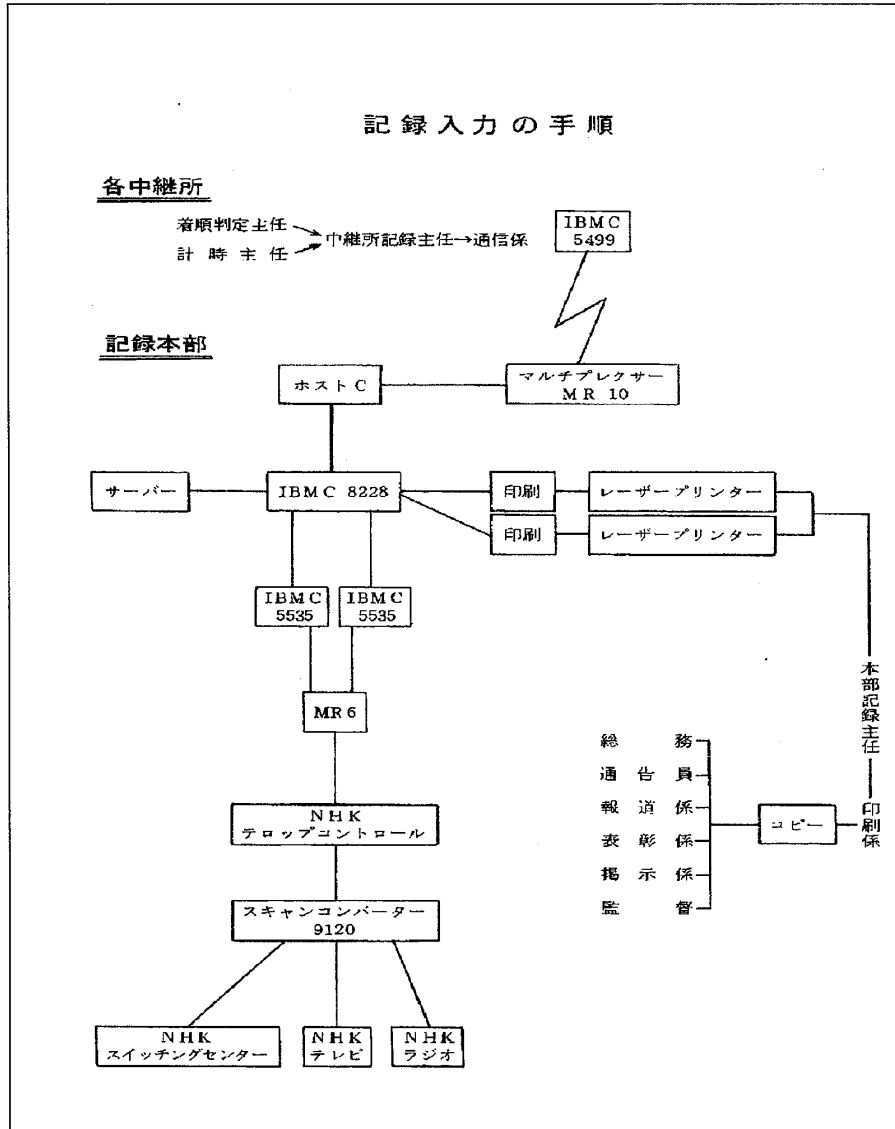 記録入力の手順
各中継所
着順判定主任
計時主任
中継所記録主任→通信係
IBMC
5499
記録本部
ホストC
マルチプレクサー
MR 10
サーバー
IBMC 8228
印刷
レーザープリンター
印刷
レーザープリンター
IBMC
5535
IBMC
5535
MR6
本部記録主任
印刷係
コピー
総務
通告員
報道係
表彰係
掲示係
監督
NHK
テロップコントロール
スキャンコンバーター
9120
NHK
スイッチングセンター
NHK
テレビ
NHK
ラジオ